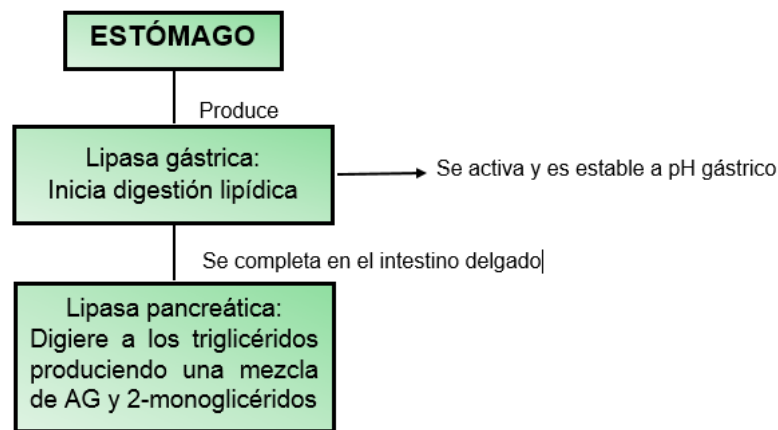 ESTÓMAGO
Produce
Lipasa gástrica:
Inicia digestión lipídica
Se activa y es estable a pH gástrico
Se completa en el intestino delgado
Lipasa pancreática:
Digiere a los triglicéridos
produciendo una mezcla
de AG y 2-monoglicéridos